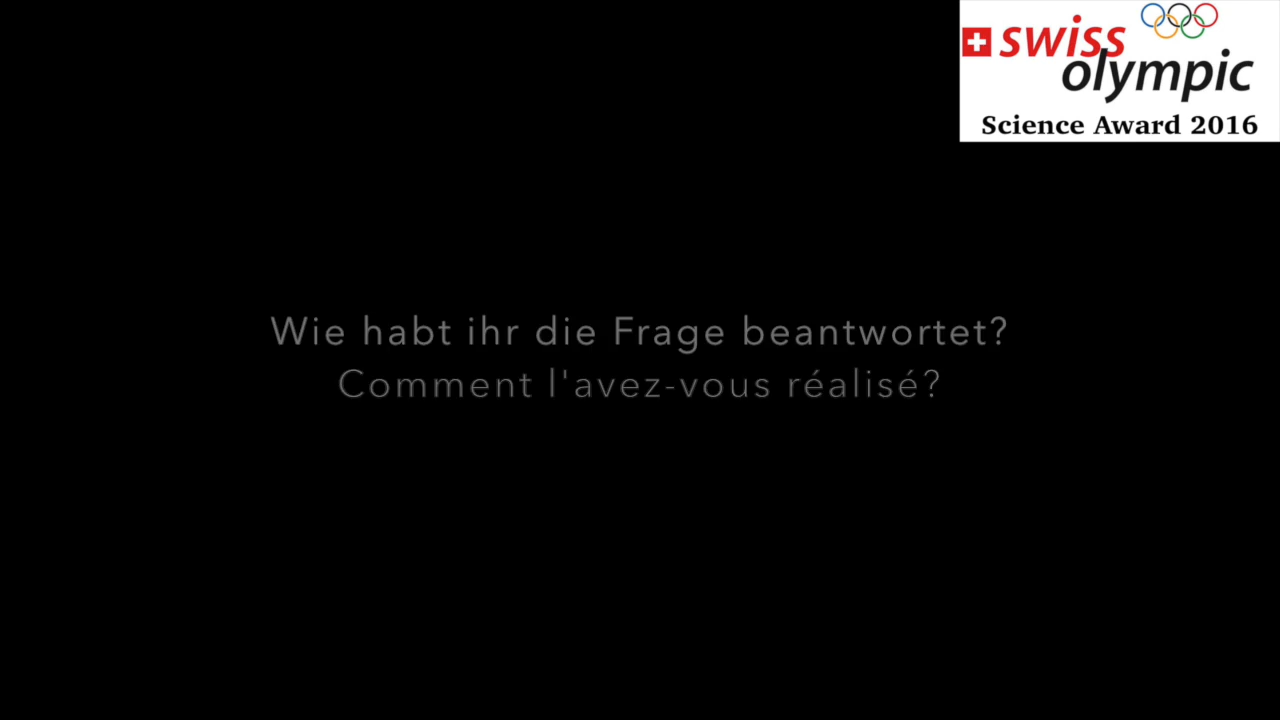 swiss
olympic
Science Award 2016
Wie habt ihr die Frage beantwortet?
Comment l'avez-vous réalisé?